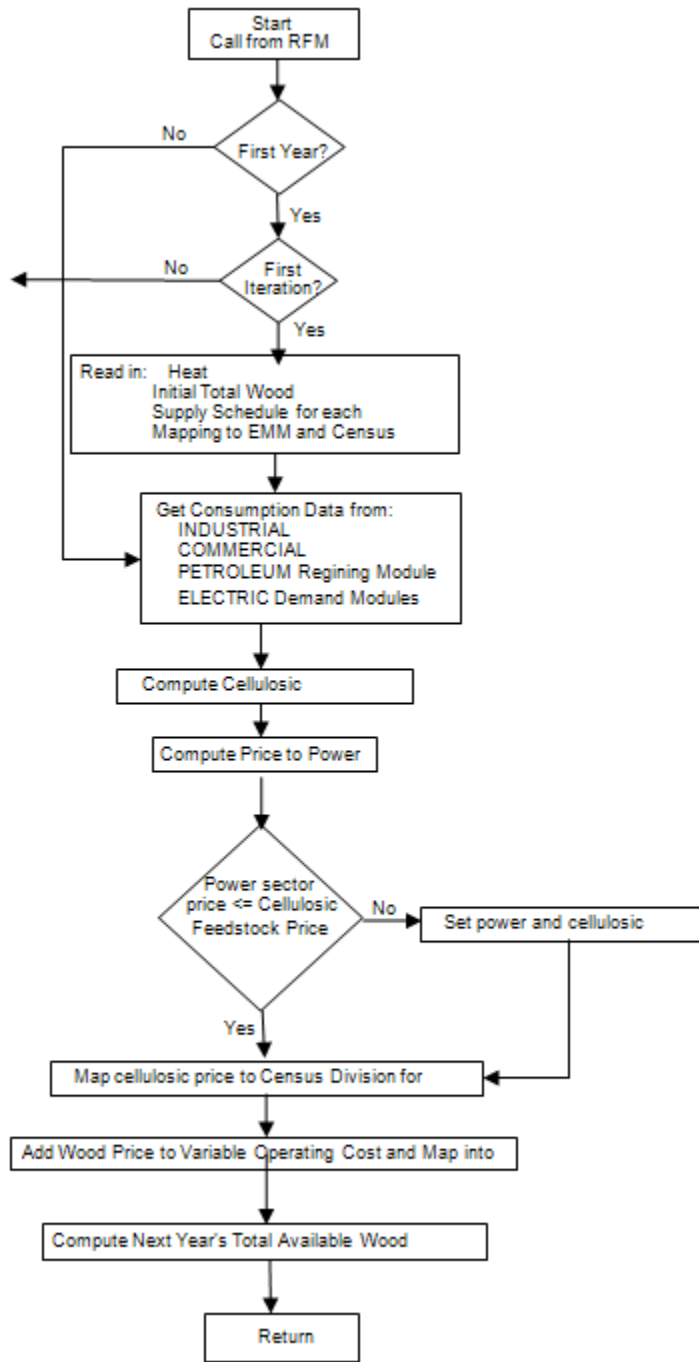 Start
Call from RFM
No
First Year?
Yes
No
First
Iteration?
Yes
Read in: Heat
Initial Total Wood
Supply Schedule for each
Mapping to EMM and Census
Get Consumption Data from:
INDUSTRIAL
COMMERCIAL
PETROLEUM Regining Module
ELECTRIC Demand Modules
Compute Cellulosic
Compute Price to Power
Power sector
price <= Cellulosic
Feedstock Price
No
Set power and cellulosic
Yes
Map cellulosic price to Census Division for
Add Wood Price to Variable Operating Cost and Map into
Compute Next Year's Total Available Wood
Return